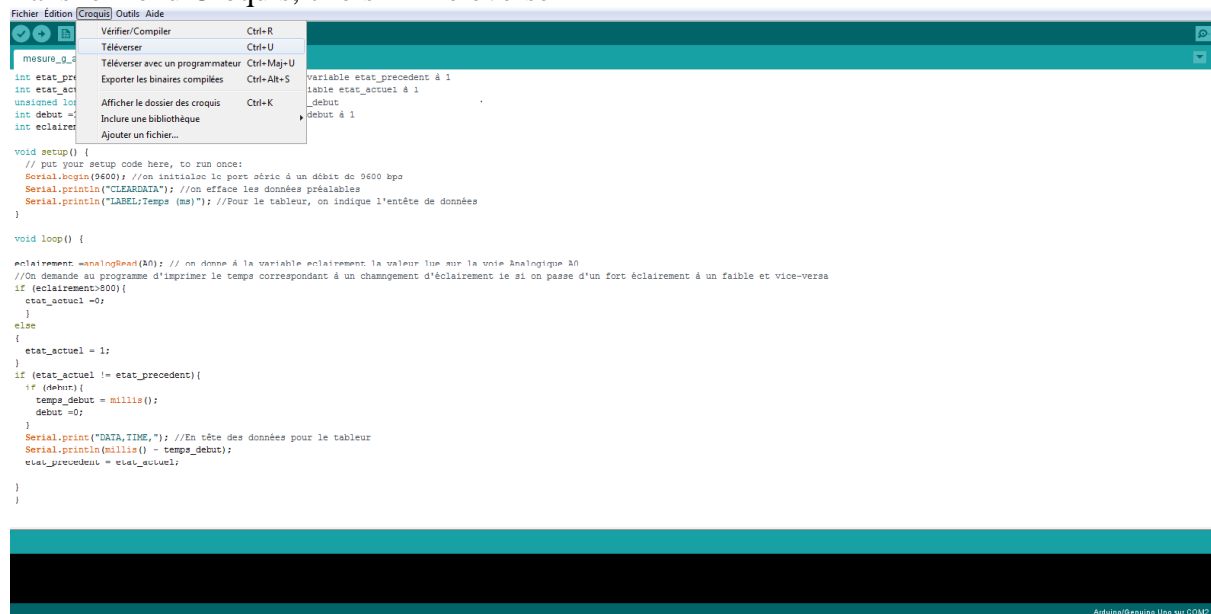 Fichier Édition Croquis Outils Aide
Vérifier/Compiler Ctrl+R
Téléverser Ctrl+U
Téléverser avec un programmateur Ctrl+Maj+U
Exporter les binaires compilées Ctrl+Alt+S
Afficher le dossier des croquis Ctrl+K
Inclure une bibliothèque
Ajouter un fichier...
mesure_g_a
int etat_pre variable etat_precedent à 1
int etat_act iable etat_actuel à 1
unsigned lon _debut
int debut =1 debut à 1
int eclairem
void setup() {
// put your setup code here, to run once:
Serial.begin(9600); //on initialse le port série à un débit de 9600 bps
Serial.println("CLEARDATA"); //on efface les données préalables
Serial.println("LABEL;Temps (ms)"); //Pour le tableur, on indique l'entête de données
}
void loop() {
eclairement =analogRead(A0); // on donne à la variable eclairement la valeur lue sur la voie Analogique A0
//On demande au programme d'imprimer le temps correspondant à un chamngement d'éclairement ie si on passe d'un fort éclairement à un faible et vice-versa
if (eclairement>800){
etat_actuel =0;
}
else
{
etat_actuel = 1;
}
if (etat_actuel != etat_precedent){
if (debut){
temps_debut = millis();
debut =0;
}
Serial.print("DATA,TIME,"); //En tête des données pour le tableur
Serial.println(millis() - temps_debut);
etat_precedent = etat_actuel;
}
}
Arduino/Genuino Uno sur COM2